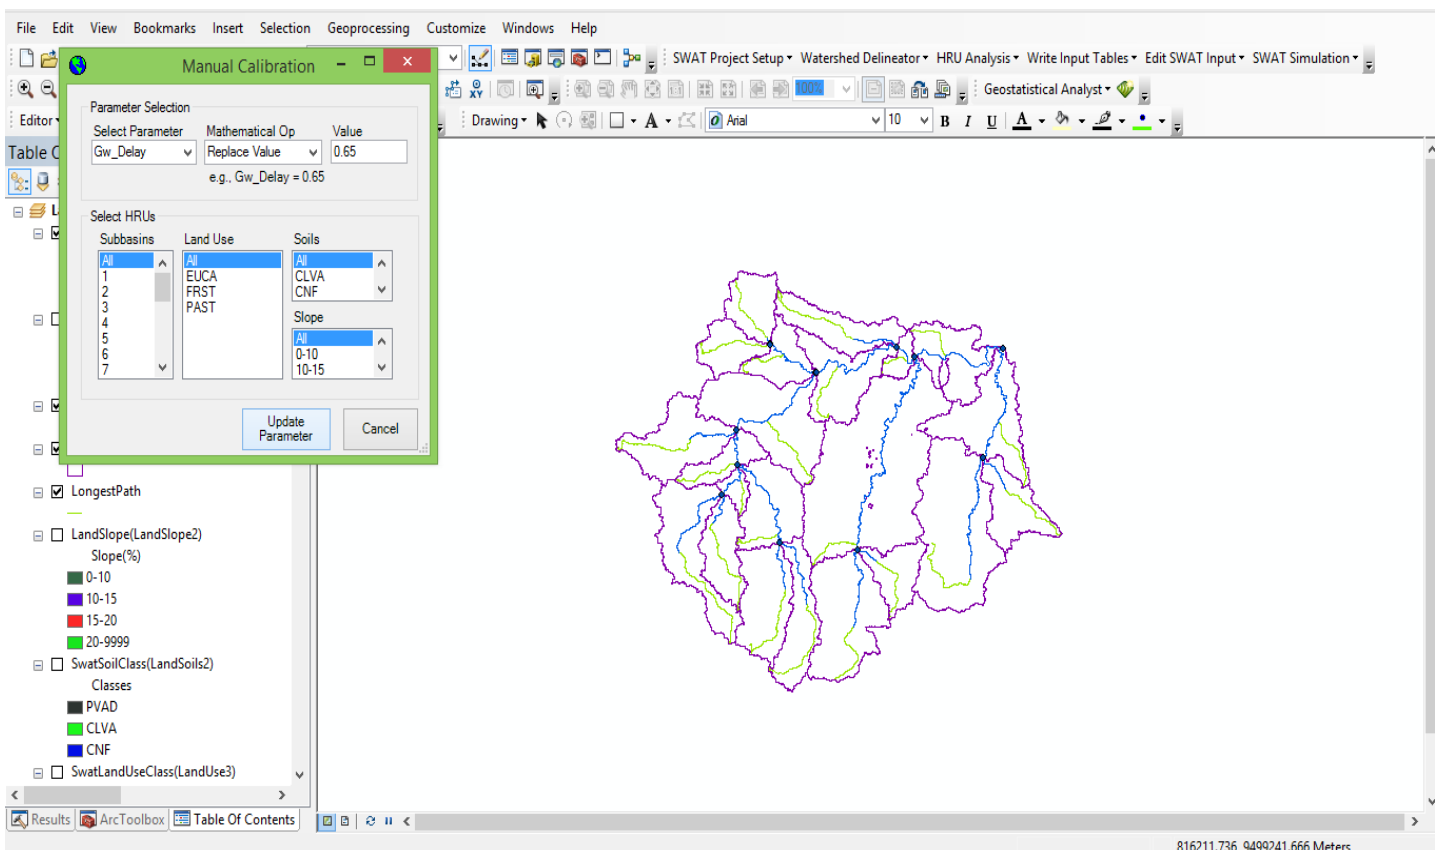 File Edit View Bookmarks Insert Selection Geoprocessing Customize Windows Help
SWAT Project Setup Watershed Delineator HRU Analysis Write Input Tables Edit SWAT Input SWAT Simulation
100% Geostatistical Analyst
Editor Drawing A Arial 10 B I U A
Manual Calibration
Parameter Selection
Select Parameter Mathematical Op Value
Gw_Delay Replace Value 0.65
e.g., Gw_Delay = 0.65
Select HRUs
Subbasins Land Use Soils
All All All
1 EUCA CLVA
2 FRST CNF
3 PAST
4 Slope
5 All
6 0-10
7 10-15
Update
Parameter
Cancel
Table
LongestPath
LandSlope(LandSlope2)
Slope(%)
0-10
10-15
15-20
20-9999
SwatSoilClass(LandSoils2)
Classes
PVAD
CLVA
CNF
SwatLandUseClass(LandUse3)
Results ArcToolbox Table Of Contents
816211,736 9499241,666 Meters